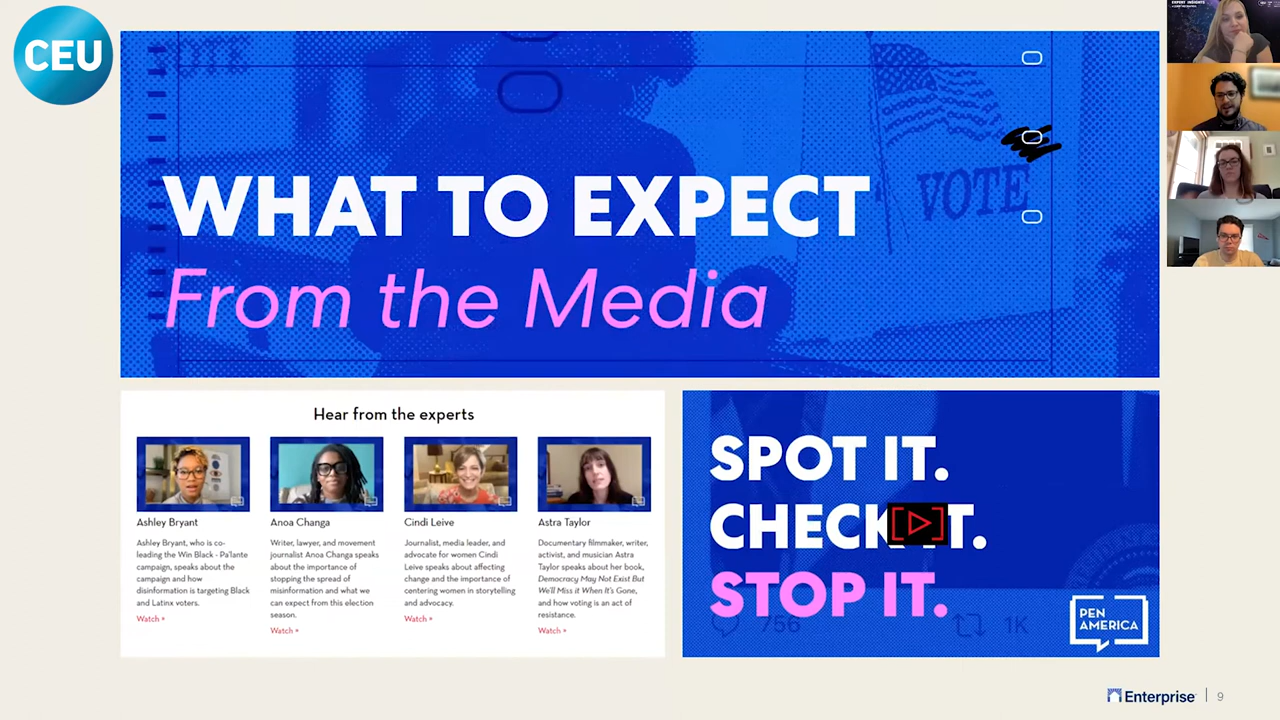 CEU
EXPERT INSIGHTS
VOTE
VOTE
WHAT TO EXPECT
From the Media
Hear from the experts
Ashley Bryant
Ashley Bryant, who is co-
leading the Win Black - Pa'lante
campaign, speaks about the
campaign and how
disinformation is targeting Black
and Latinx voters.
Watch »
Anoa Changa
Writer, lawyer, and movement
journalist Anoa Changa speaks
about the importance of
stopping the spread of
misinformation and what we
can expect from this election
season.
Watch »
Cindi Leive
Journalist, media leader, and
advocate for women Cindi
Leive speaks about affecting
change and the importance of
centering women in storytelling
and advocacy.
Watch »
Astra Taylor
Documentary filmmaker, writer,
activist, and musician Astra
Taylor speaks about her book,
Democracy May Not Exist But
We'll Miss it When It's Gone,
and how voting is an act of
resistance.
Watch »
SPOT IT.
CHECK IT.
STOP IT.
756
1K
PEN
AMERICA
Enterprise
9